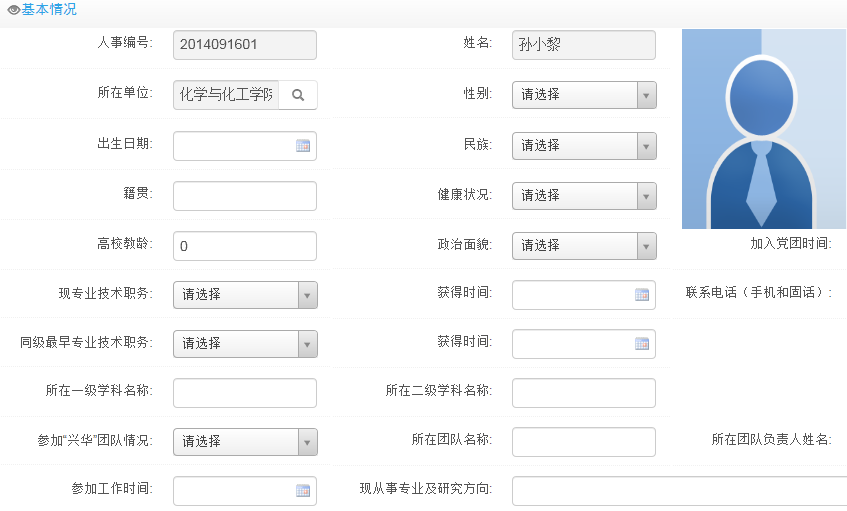 基本情况
人事编号: 2014091601 姓名: 孙小黎
所在单位: 化学与化工学院 性别: 请选择
出生日期: 民族: 请选择
籍贯: 健康状况: 请选择
高校教龄: 0 政治面貌: 请选择 加入党团时间:
现专业技术职务: 请选择 获得时间: 联系电话（手机和固话）:
同级最早专业技术职务: 请选择 获得时间:
所在一级学科名称: 所在二级学科名称:
参加“兴华”团队情况: 请选择 所在团队名称: 所在团队负责人姓名:
参加工作时间: 现从事专业及研究方向: